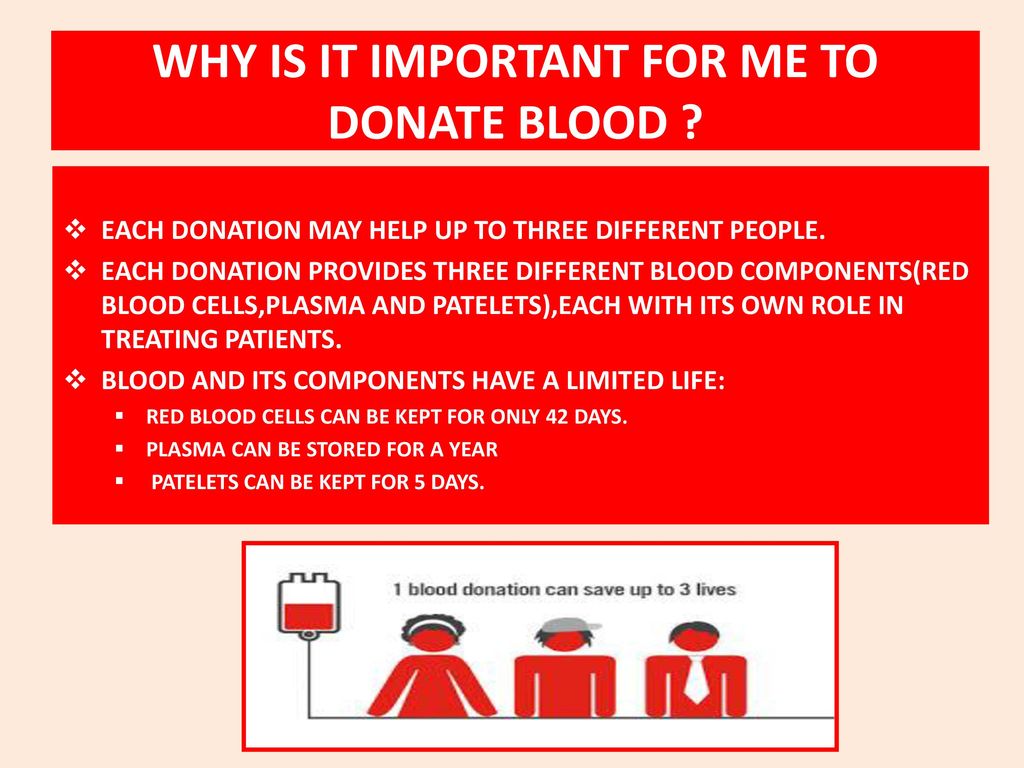 WHY IS IT IMPORTANT FOR ME TO
DONATE BLOOD ?
❖ EACH DONATION MAY HELP UP TO THREE DIFFERENT PEOPLE.
❖ EACH DONATION PROVIDES THREE DIFFERENT BLOOD COMPONENTS(RED
BLOOD CELLS,PLASMA AND PATELETS),EACH WITH ITS OWN ROLE IN
TREATING PATIENTS.
❖ BLOOD AND ITS COMPONENTS HAVE A LIMITED LIFE:
▪ RED BLOOD CELLS CAN BE KEPT FOR ONLY 42 DAYS.
▪ PLASMA CAN BE STORED FOR A YEAR
▪ PATELETS CAN BE KEPT FOR 5 DAYS.
1 blood donation can save up to 3 lives